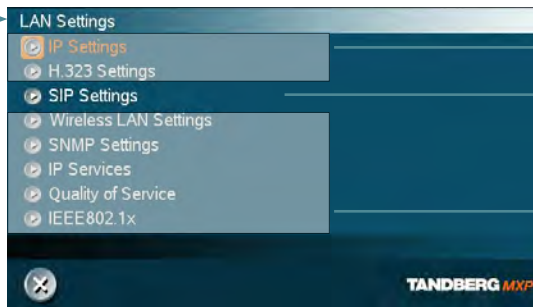 LAN Settings
IP Settings
H.323 Settings
SIP Settings
Wireless LAN Settings
SNMP Settings
IP Services
Quality of Service
IEEE802.1x
TANDBERG MXP